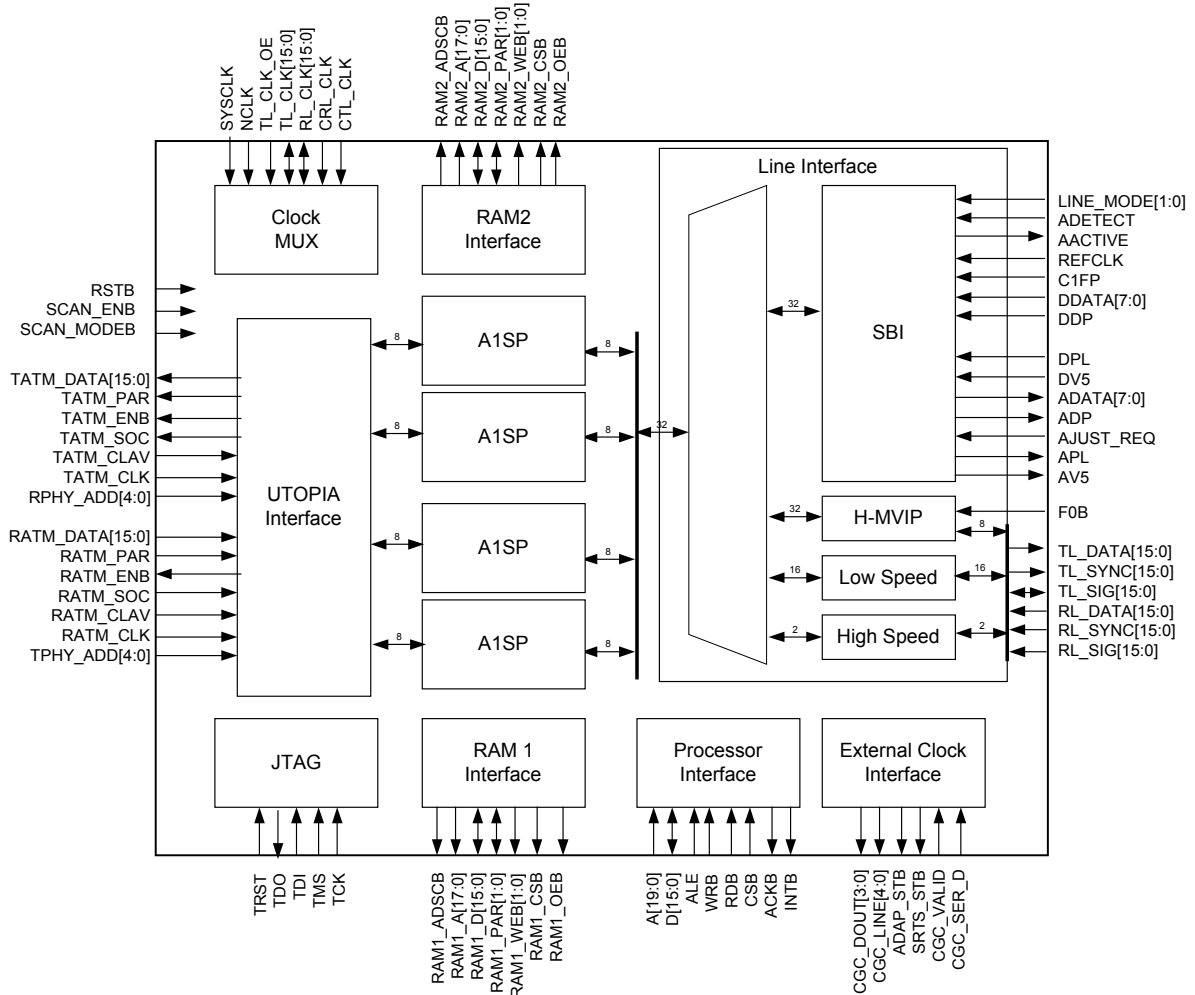 SYSCLK
NCLK
TL_CLK_OE
TL_CLK[15:0]
RL_CLK[15:0]
CRL_CLK
CTL_CLK
RAM2_ADSCB
RAM2_A[17:0]
RAM2_D[15:0]
RAM2_PAR[1:0]
RAM2_WEB[1:0]
RAM2_CSB
RAM2_OEB
Clock
MUX
RAM2
Interface
Line Interface
SBI
LINE_MODE[1:0]
ADETECT
AACTIVE
REFCLK
C1FP
DDATA[7:0]
DDP
DPL
DV5
ADATA[7:0]
ADP
AJUST_REQ
APL
AV5
F0B
TL_DATA[15:0]
TL_SYNC[15:0]
TL_SIG[15:0]
RL_DATA[15:0]
RL_SYNC[15:0]
RL_SIG[15:0]
RSTB
SCAN_ENB
SCAN_MODEB
TATM_DATA[15:0]
TATM_PAR
TATM_ENB
TATM_SOC
TATM_CLAV
TATM_CLK
RPHY_ADD[4:0]
RATM_DATA[15:0]
RATM_PAR
RATM_ENB
RATM_SOC
RATM_CLAV
RATM_CLK
TPHY_ADD[4:0]
UTOPIA
Interface
8
A1SP
8
8
A1SP
8
8
A1SP
8
8
A1SP
8
32
32
32
H-MVIP
8
16
Low Speed
16
2
High Speed
2
JTAG
RAM 1
Interface
Processor
Interface
External Clock
Interface
TRST
TDO
TDI
TMS
TCK
RAM1_ADSCB
RAM1_A[17:0]
RAM1_D[15:0]
RAM1_PAR[1:0]
RAM1_WEB[1:0]
RAM1_CSB
RAM1_OEB
A[19:0]
D[15:0]
ALE
WRB
RDB
CSB
ACKB
INTB
CGC_DOUT[3:0]
CGC_LINE[4:0]
ADAP_STB
SRTS_STB
CGC_VALID
CGC_SER_D